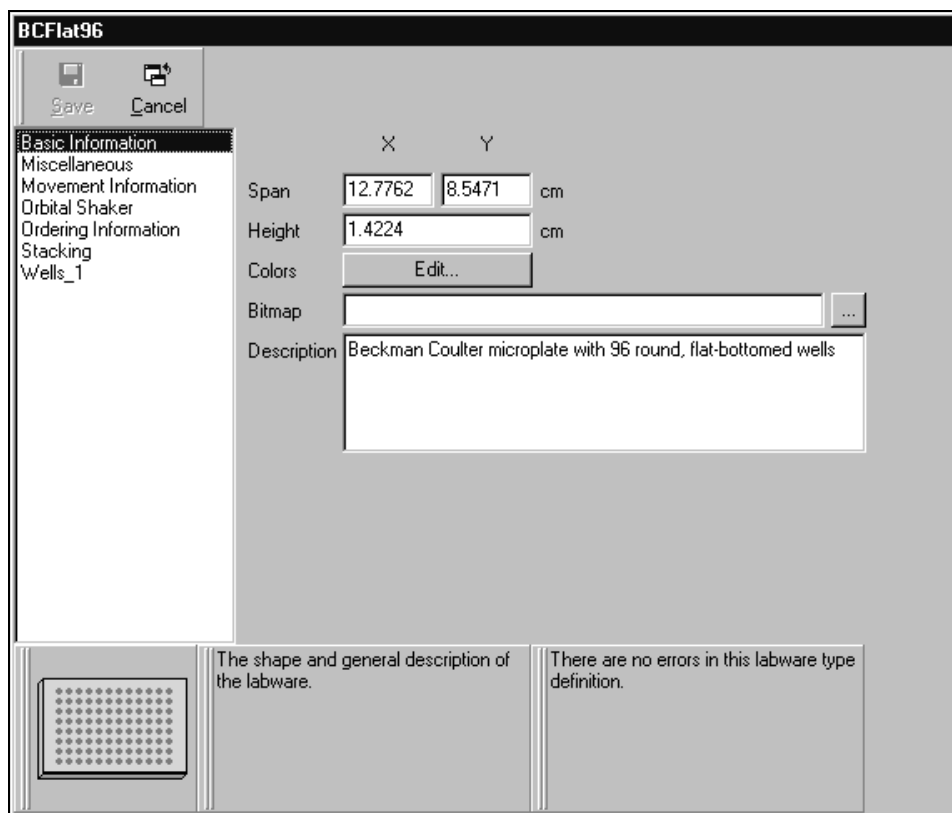 BCFlat96
Save Cancel
Basic Information
Miscellaneous
Movement Information
Orbital Shaker
Ordering Information
Stacking
Wells_1
X Y
Span 12.7762 8.5471 cm
Height 1.4224 cm
Colors Edit...
Bitmap ...
Description Beckman Coulter microplate with 96 round, flat-bottomed wells
The shape and general description of
the labware.
There are no errors in this labware type
definition.